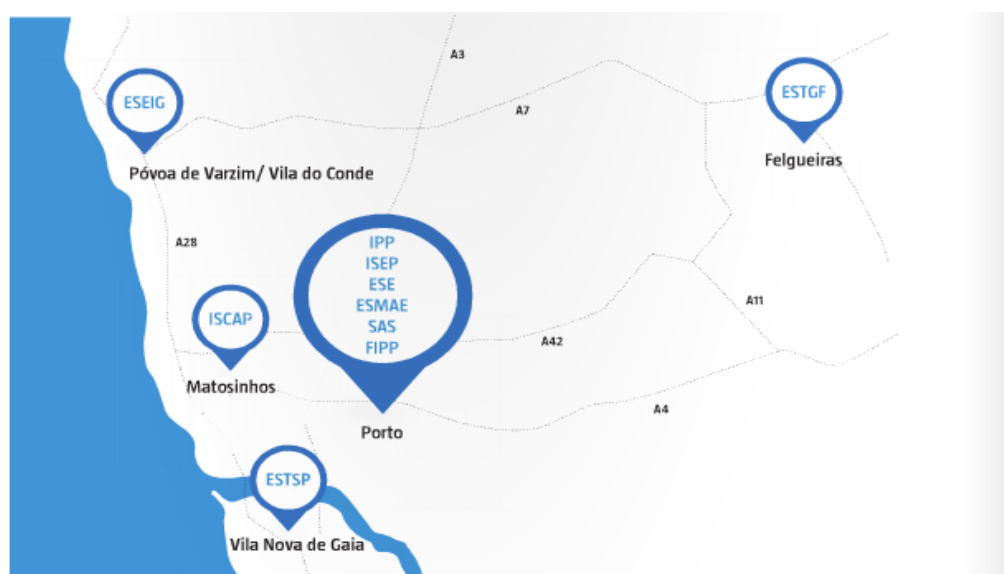 A3
ESEIG
ESTGF
A7
Felgueiras
Póvoa de Varzim/ Vila do Conde
A28
IPP
ISEP
ESE
ESMAE
SAS
FIPP
A11
ISCAP
A42
Matosinhos
A4
Porto
ESTSP
Vila Nova de Gaia